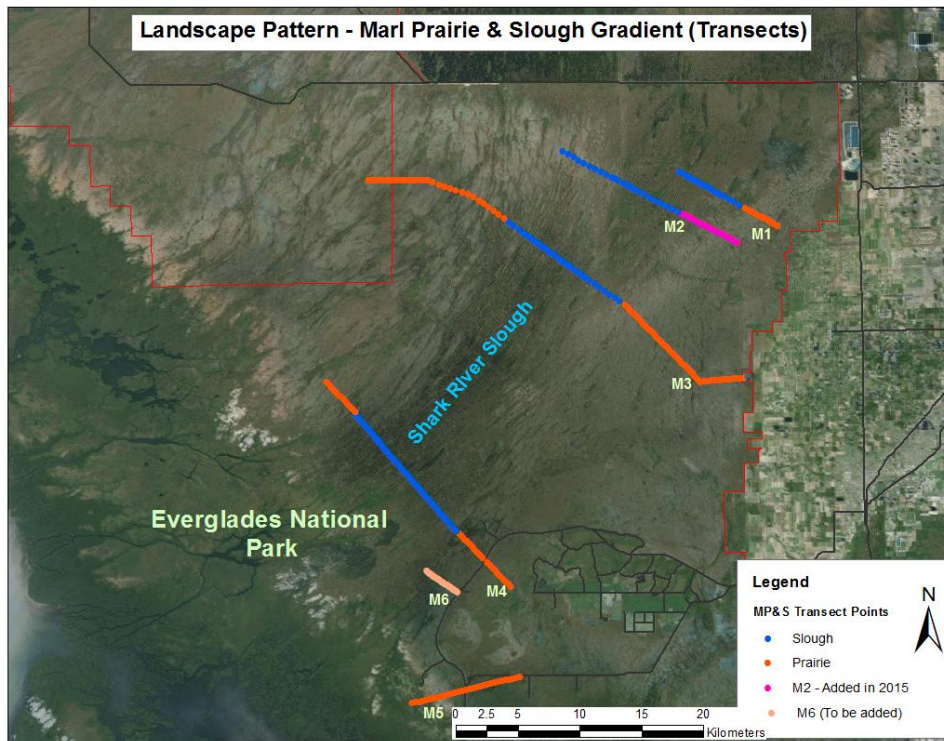 Landscape Pattern - Marl Prairie & Slough Gradient (Transects)
M2
M1
Shark River Slough
M3
Everglades National
Park
M6
M4
M5
Legend
MP&S Transect Points
Slough
Prairie
M2 - Added in 2015
M6 (To be added)
N
0 2.5 5 10 15 20
Kilometers